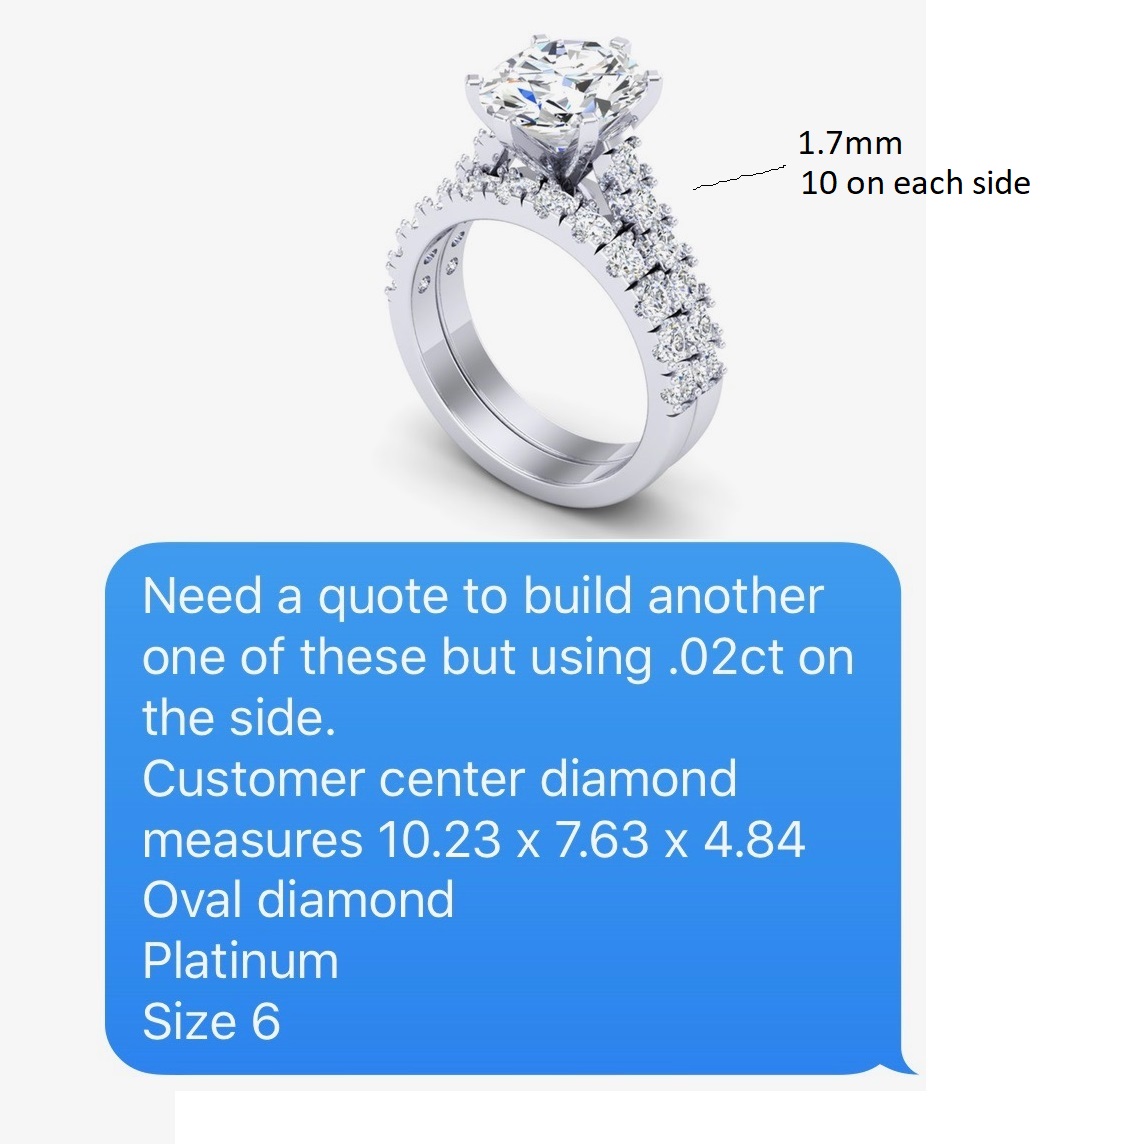 1.7mm
10 on each side
Need a quote to build another
one of these but using .02ct on
the side.
Customer center diamond
measures 10.23 x 7.63 x 4.84
Oval diamond
Platinum
Size 6